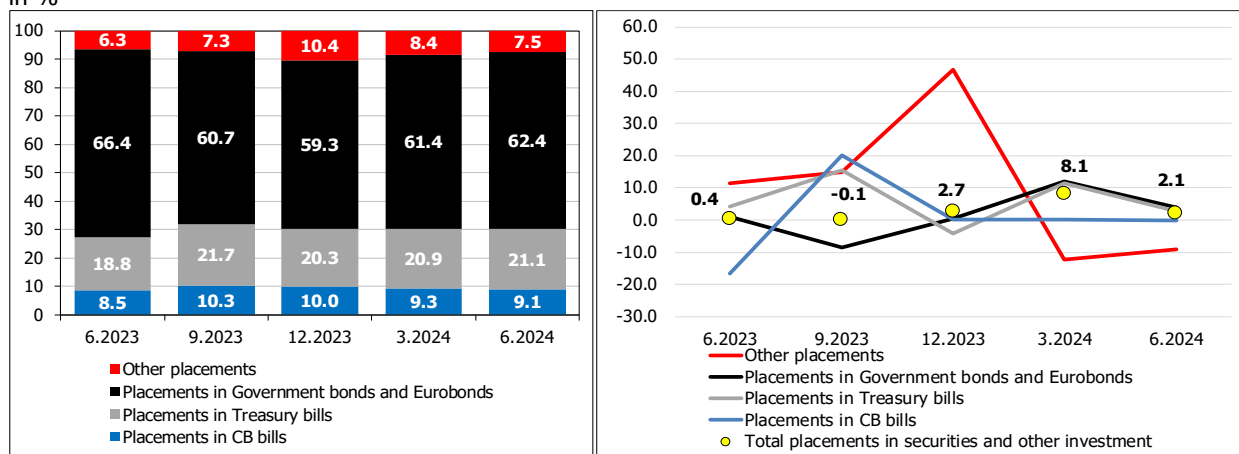 in %
100
90
80
70
60
50
40
30
20
10
0
6.3 7.3 10.4 8.4 7.5
66.4 60.7 59.3 61.4 62.4
18.8 21.7 20.3 20.9 21.1
8.5 10.3 10.0 9.3 9.1
6.2023 9.2023 12.2023 3.2024 6.2024
Other placements
Placements in Government bonds and Eurobonds
Placements in Treasury bills
Placements in CB bills
60.0
50.0
40.0
30.0
20.0
10.0
0.0
-10.0
-20.0
-30.0
0.4 -0.1 2.7 8.1 2.1
6.2023 9.2023 12.2023 3.2024 6.2024
Other placements
Placements in Government bonds and Eurobonds
Placements in Treasury bills
Placements in CB bills
Total placements in securities and other investment